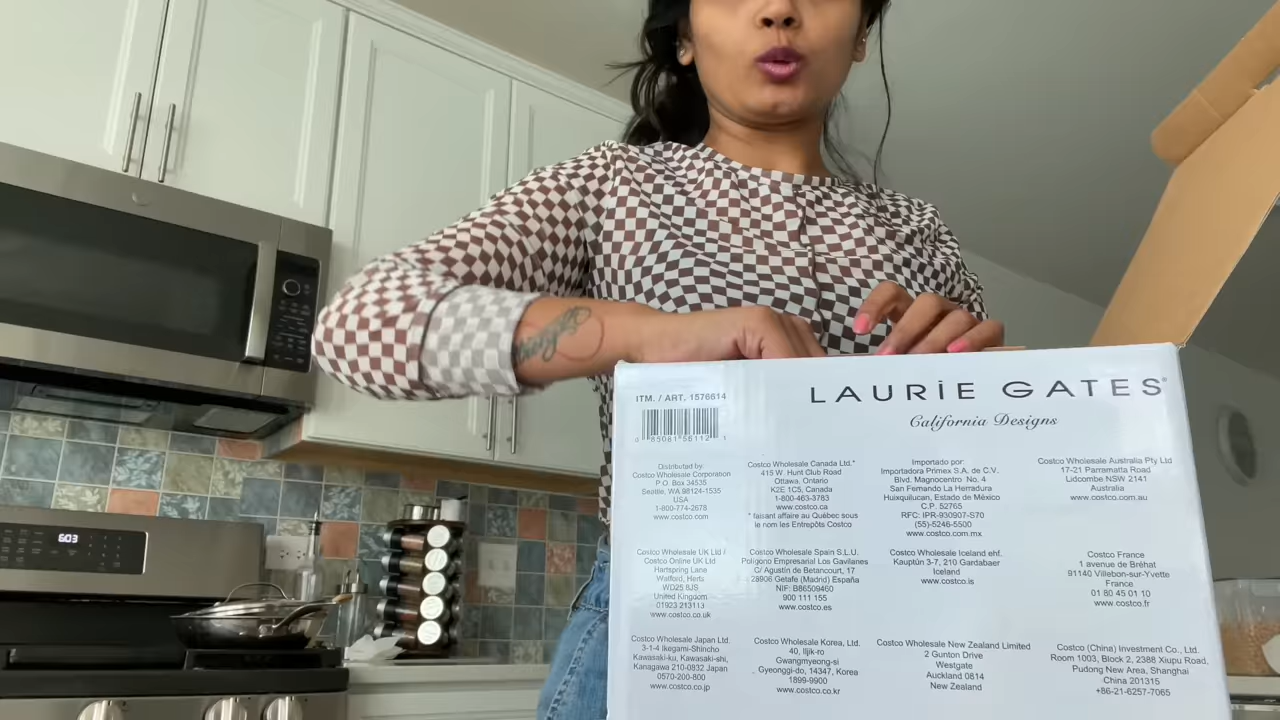 6:03
ITM. / ART. 1576614
LAURIE GATES®
California Designs
Distributed by:
Costco Wholesale Corporation
P.O. Box 34535
Seattle, WA 98124-1535
USA
1-800-774-2678
www.costco.com
Costco Wholesale Canada Ltd.*
415 W. Hunt Club Road
Ottawa, Ontario
K2E 1C5, Canada
1-800-463-3783
www.costco.ca
* faisant affaire au Québec sous
le nom les Entrepôts Costco
Importado por:
Importadora Primex S.A. de C.V.
Blvd. Magnocentro No. 4
San Fernando La Herradura
Huixquilucan, Estado de México
C.P. 52765
RFC: IPR-930907-S70
(55)-5246-5500
www.costco.com.mx
Costco Wholesale Australia Pty Ltd
17-21 Parramatta Road
Lidcombe NSW 2141
Australia
www.costco.com.au
Costco Wholesale UK Ltd /
Costco Online UK Ltd
Hartspring Lane
Watford, Herts
WD25 8JS
United Kingdom
01923 213113
www.costco.co.uk
Costco Wholesale Spain S.L.U.
Polígono Empresarial Los Gavilanes
C/ Agustín de Betancourt, 17
28906 Getafe (Madrid) España
NIF: B86509460
900 111 155
www.costco.es
Costco Wholesale Iceland ehf.
Kauptún 3-7, 210 Gardabaer
Iceland
www.costco.is
Costco France
1 avenue de Bréhat
91140 Villebon-sur-Yvette
France
01 80 45 01 10
www.costco.fr
Costco Wholesale Japan Ltd.
3-1-4 Ikegami-Shincho
Kawasaki-ku, Kawasaki-shi,
Kanagawa 210-0832 Japan
0570-200-800
www.costco.co.jp
Costco Wholesale Korea, Ltd.
40, Iljik-ro
Gwangmyeong-si
Gyeonggi-do, 14347, Korea
1899-9900
www.costco.co.kr
Costco Wholesale New Zealand Limited
2 Gunton Drive
Westgate
Auckland 0814
New Zealand
Costco (China) Investment Co., Ltd.
Room 1003, Block 2, 2388 Xiupu Road,
Pudong New Area, Shanghai
China 201315
+86-21-6257-7065